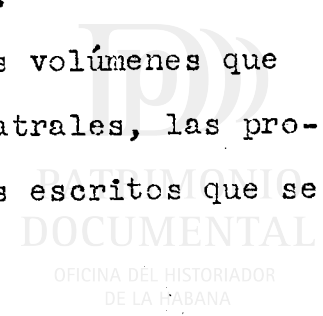 s volúmenes que
atrales, las pro-
s escritos que se
PATRIMONIO
DOCUMENTAL
OFICINA DEL HISTORIADOR
DE LA HABANA